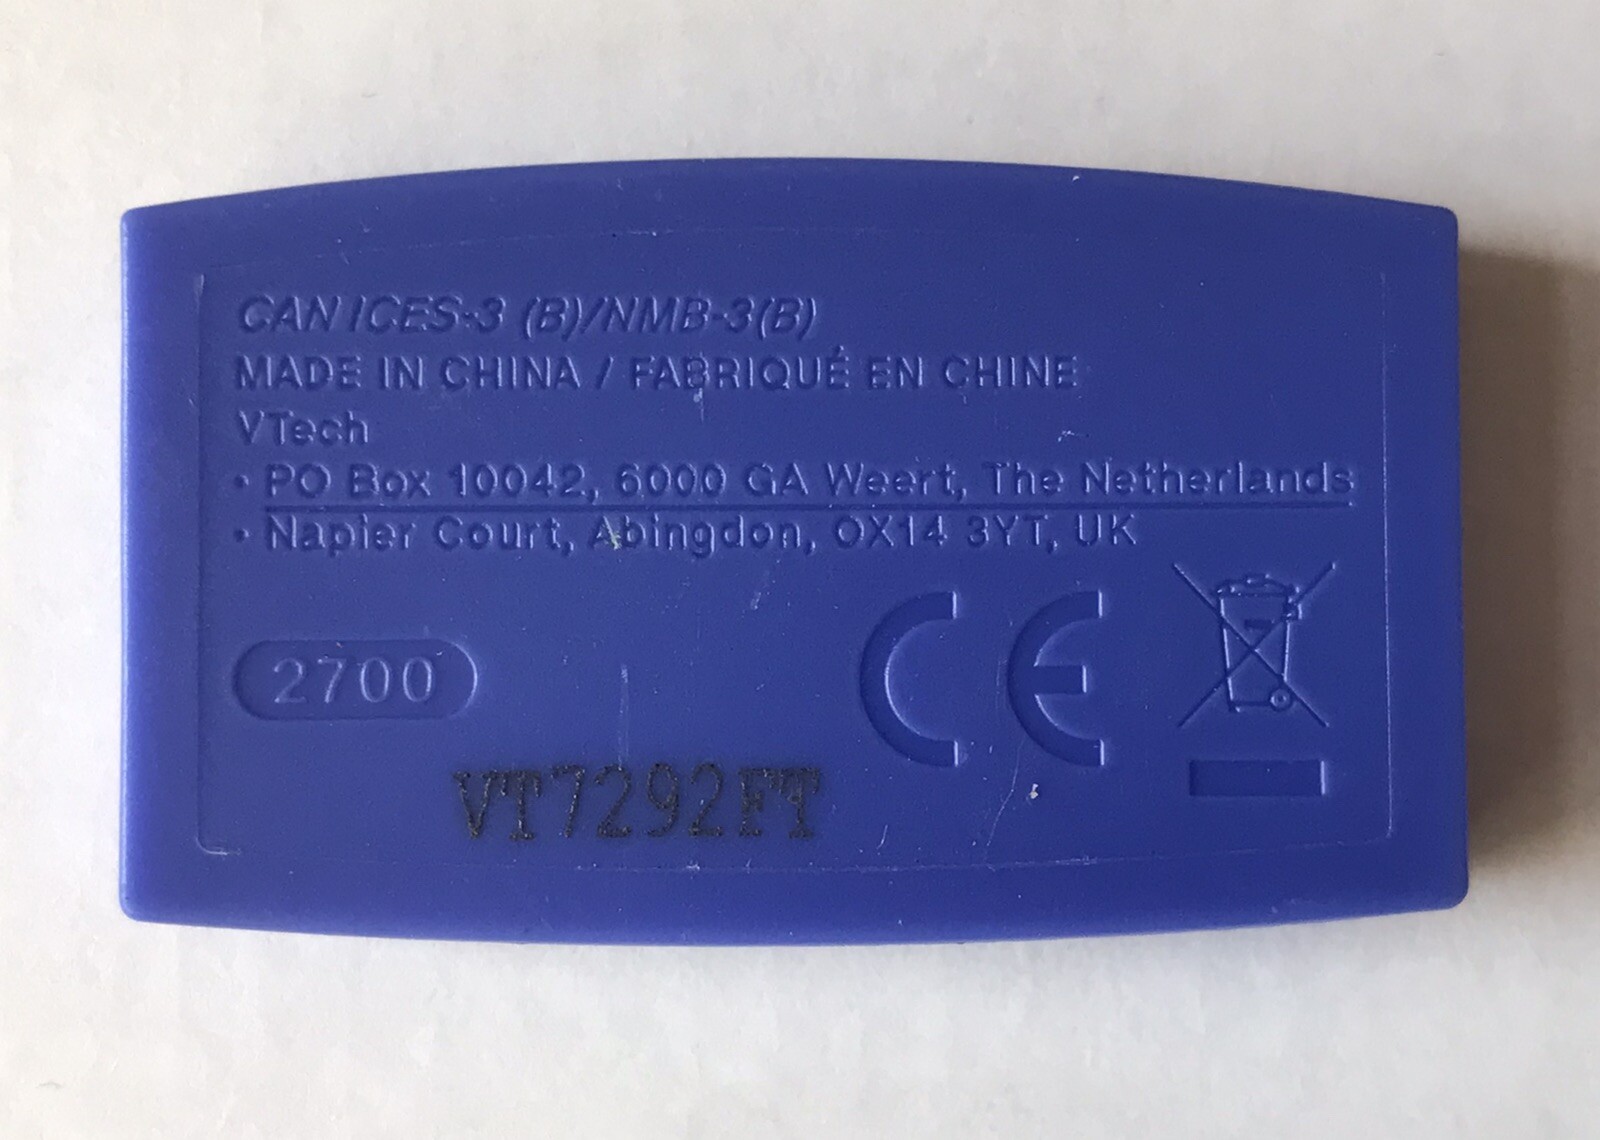 CAN ICES-3 (B)/NMB-3(B)
MADE IN CHINA / FABRIQUÉ EN CHINE
VTech
• PO Box 10042, 6000 GA Weert, The Netherlands
• Napier Court, Abingdon, OX14 3YT, UK
2700
CE
VT7292FT